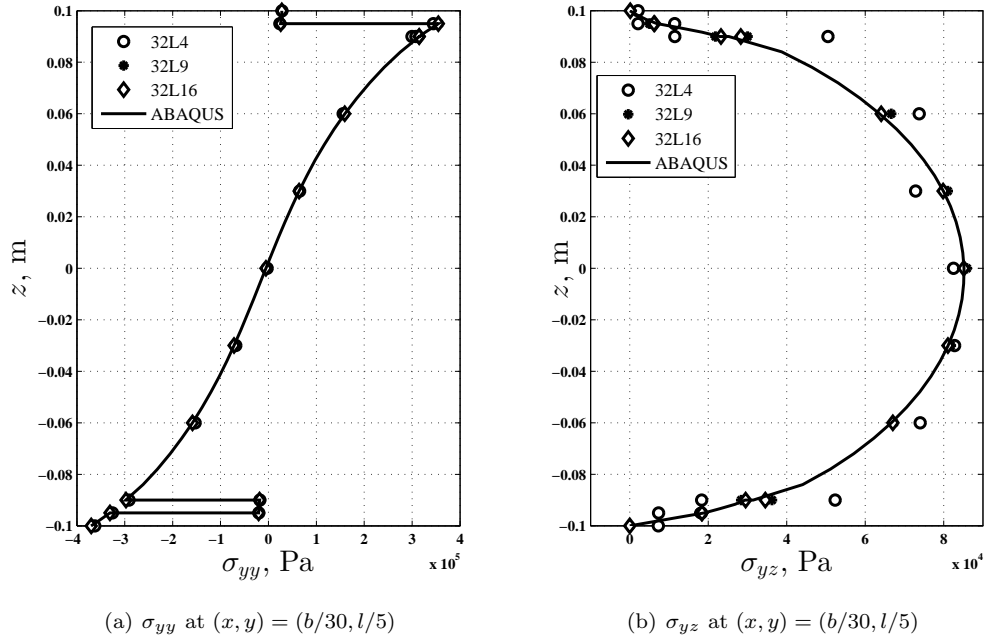 0.1
0.08
0.06
0.04
0.02
0
−0.02
−0.04
−0.06
−0.08
−0.1
z, m
32L4
32L9
32L16
ABAQUS
−4 −3 −2 −1 0 1 2 3 4
x 10^5
σ_yy, Pa
(a) σ_yy at (x, y) = (b/30, l/5)
0.1
0.08
0.06
0.04
0.02
0
−0.02
−0.04
−0.06
−0.08
−0.1
z, m
32L4
32L9
32L16
ABAQUS
0 2 4 6 8
x 10^4
σ_yz, Pa
(b) σ_yz at (x, y) = (b/30, l/5)